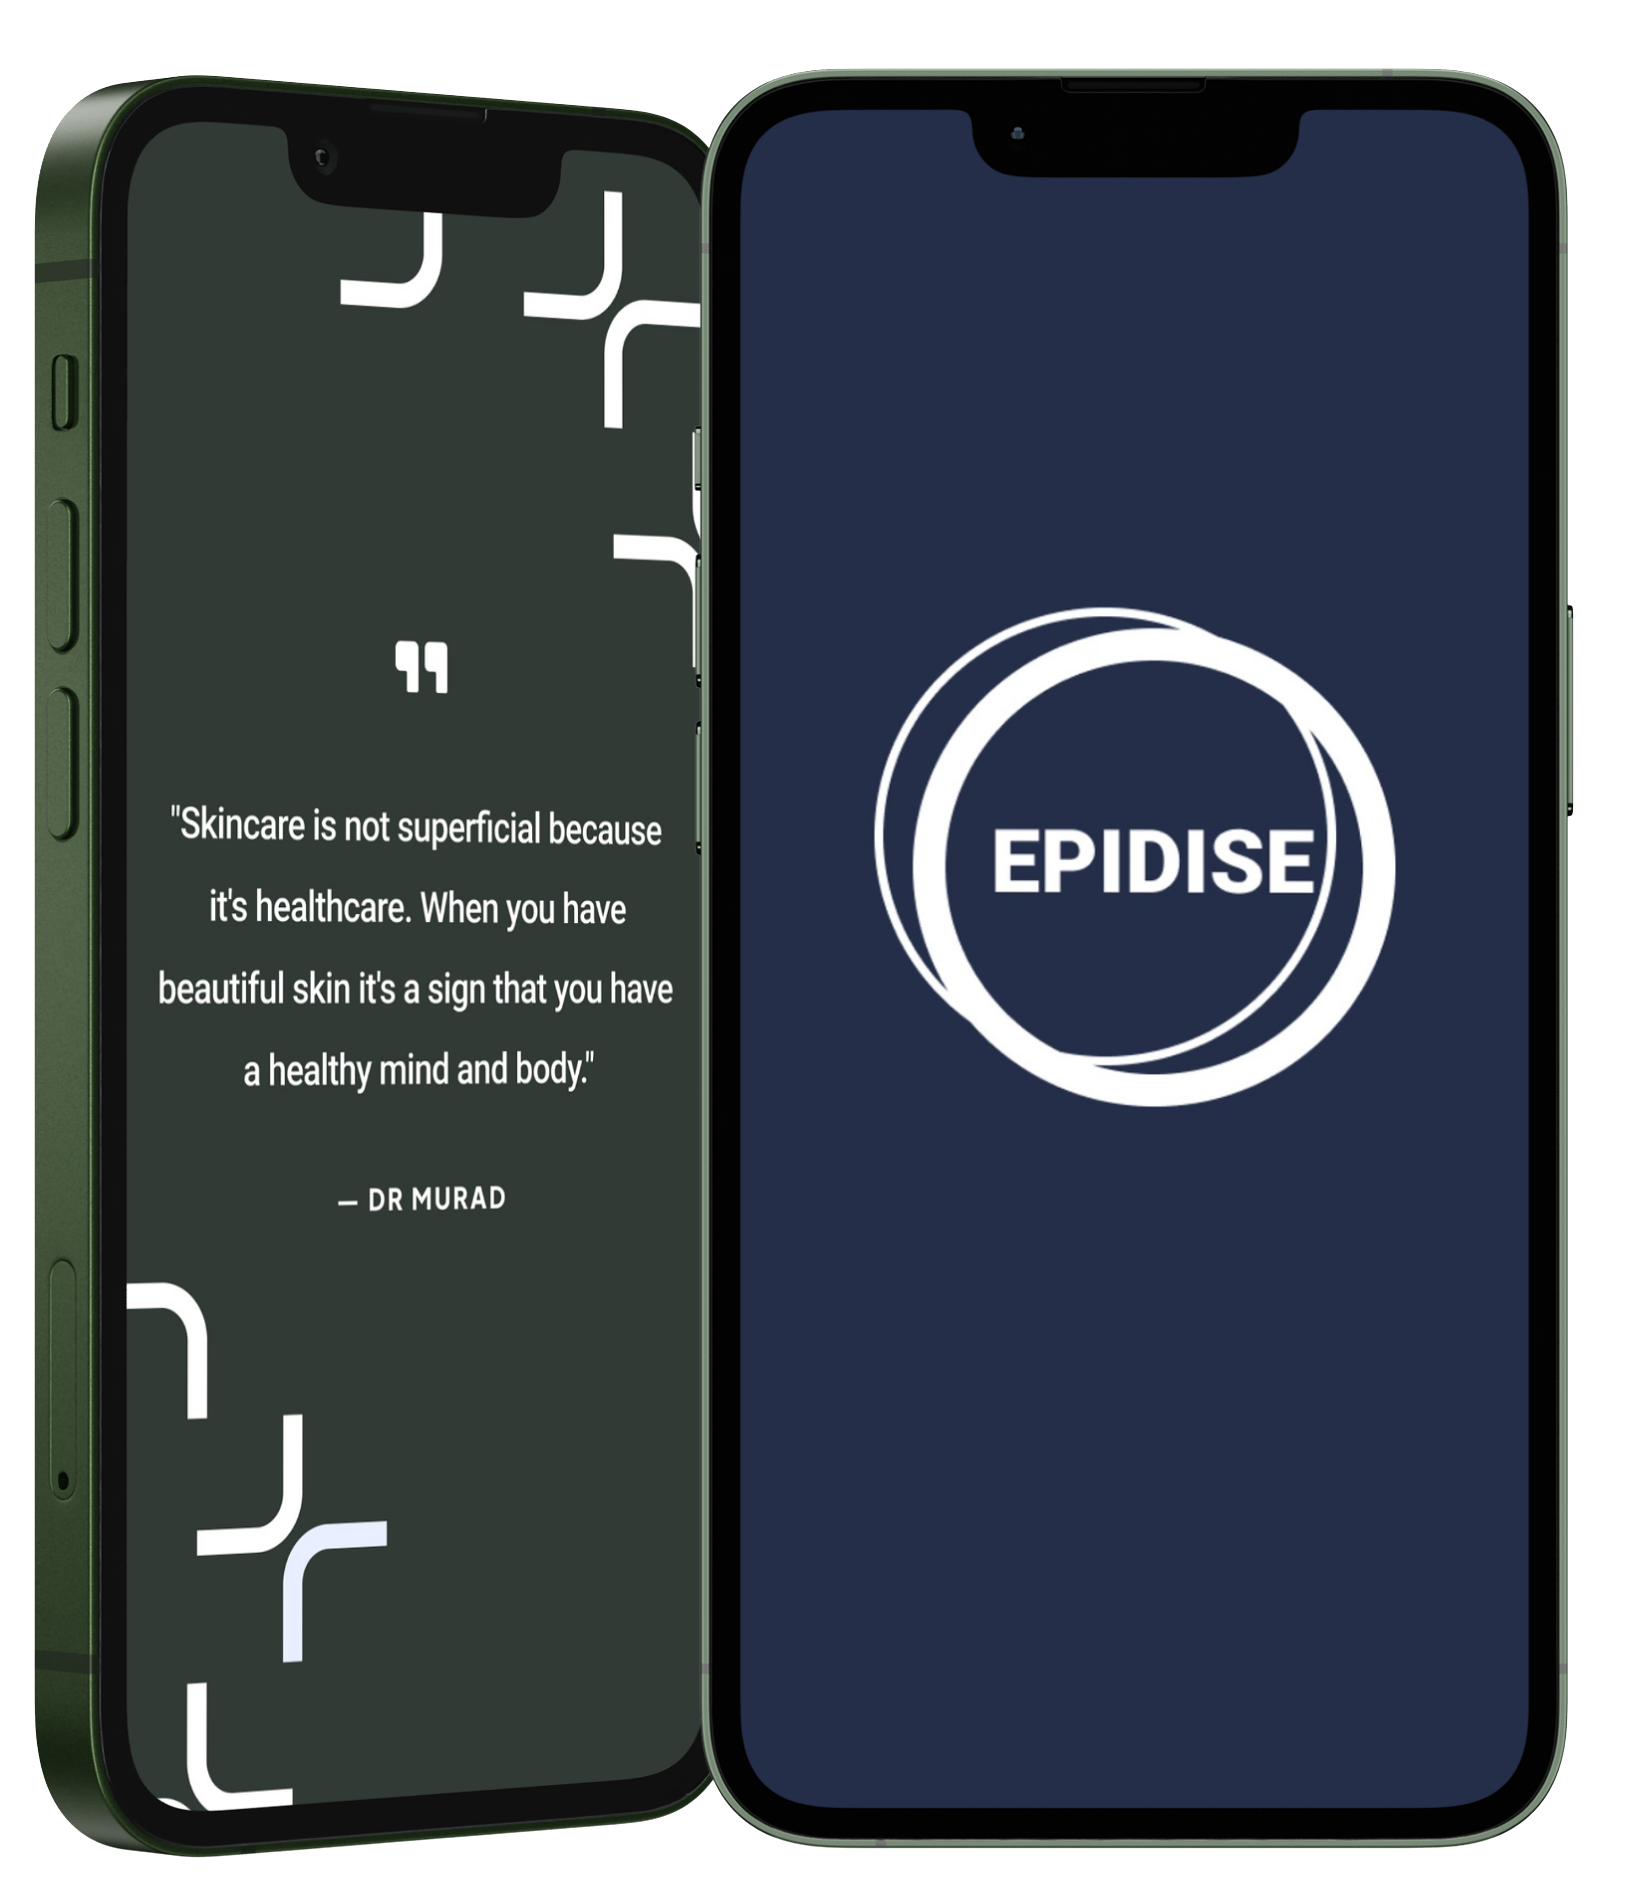 "Skincare is not superficial because
it's healthcare. When you have
beautiful skin it's a sign that you have
a healthy mind and body."
— DR MURAD
EPIDISE